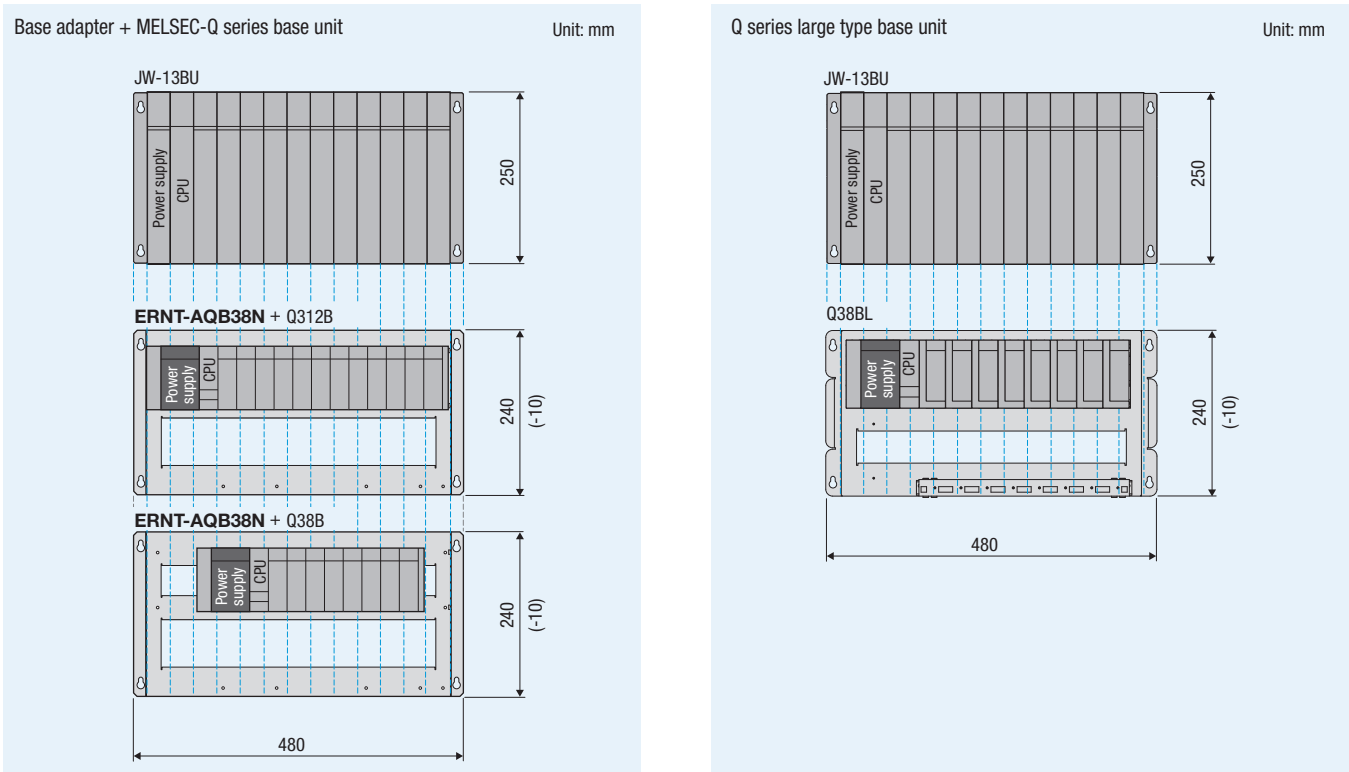 Base adapter + MELSEC-Q series base unit
Unit: mm
JW-13BU
Power supply
CPU
250
ERNT-AQB38N + Q312B
Power
supply
CPU
240
(-10)
ERNT-AQB38N + Q38B
Power
supply
CPU
240
(-10)
480
Q series large type base unit
Unit: mm
JW-13BU
Power supply
CPU
250
Q38BL
Power
supply
CPU
240
(-10)
480